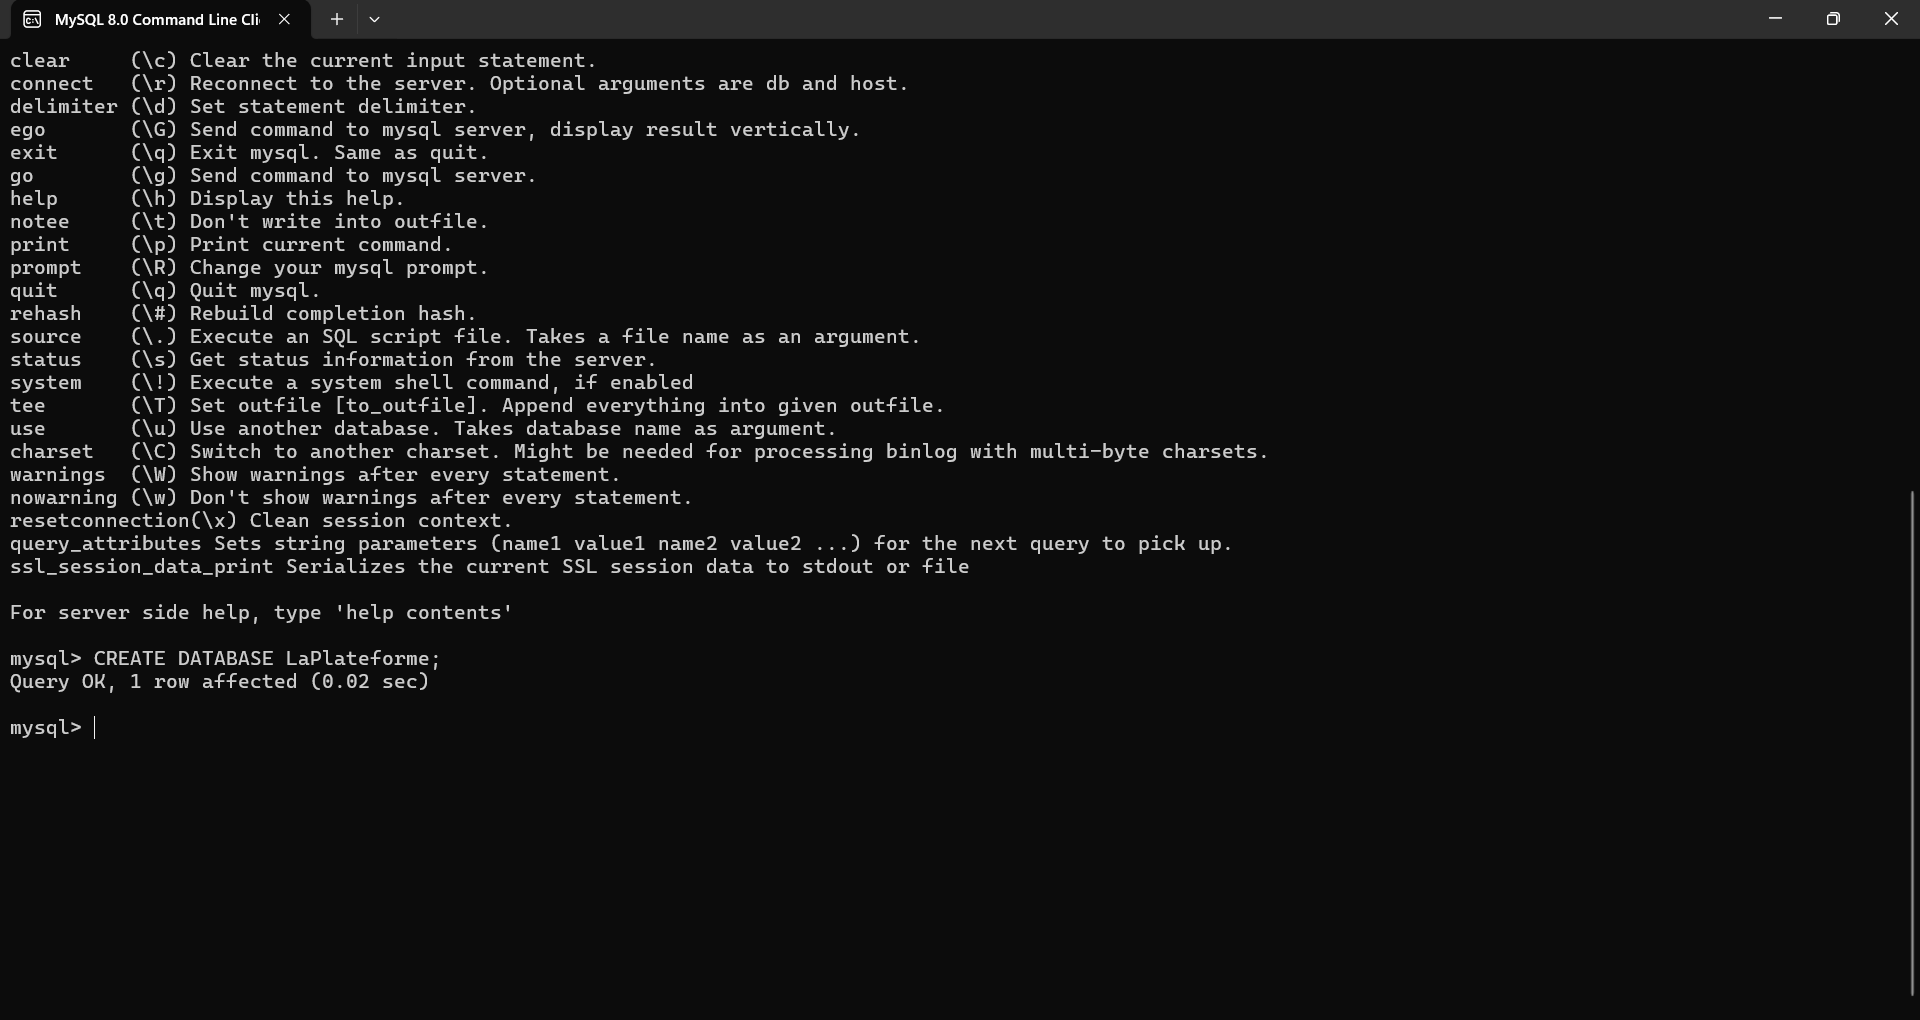 MySQL 8.0 Command Line Cli
clear     (\c) Clear the current input statement.
connect   (\r) Reconnect to the server. Optional arguments are db and host.
delimiter (\d) Set statement delimiter.
ego       (\G) Send command to mysql server, display result vertically.
exit      (\q) Exit mysql. Same as quit.
go        (\g) Send command to mysql server.
help      (\h) Display this help.
notee     (\t) Don't write into outfile.
print     (\p) Print current command.
prompt    (\R) Change your mysql prompt.
quit      (\q) Quit mysql.
rehash    (\#) Rebuild completion hash.
source    (\.) Execute an SQL script file. Takes a file name as an argument.
status    (\s) Get status information from the server.
system    (\!) Execute a system shell command, if enabled
tee       (\T) Set outfile [to_outfile]. Append everything into given outfile.
use       (\u) Use another database. Takes database name as argument.
charset   (\C) Switch to another charset. Might be needed for processing binlog with multi-byte charsets.
warnings  (\W) Show warnings after every statement.
nowarning (\w) Don't show warnings after every statement.
resetconnection(\x) Clean session context.
query_attributes Sets string parameters (name1 value1 name2 value2 ...) for the next query to pick up.
ssl_session_data_print Serializes the current SSL session data to stdout or file
For server side help, type 'help contents'
mysql> CREATE DATABASE LaPlateforme;
Query OK, 1 row affected (0.02 sec)
mysql>